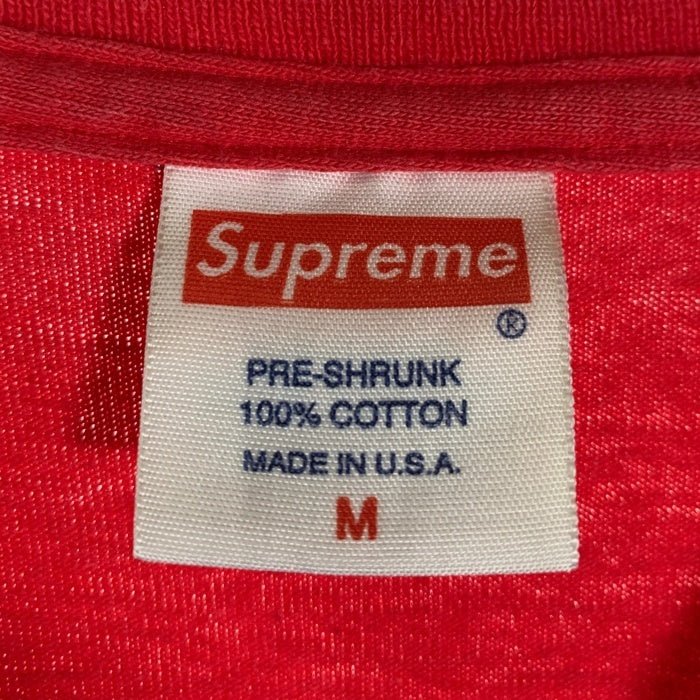 Supreme
®
PRE-SHRUNK
100% COTTON
MADE IN U.S.A.
M